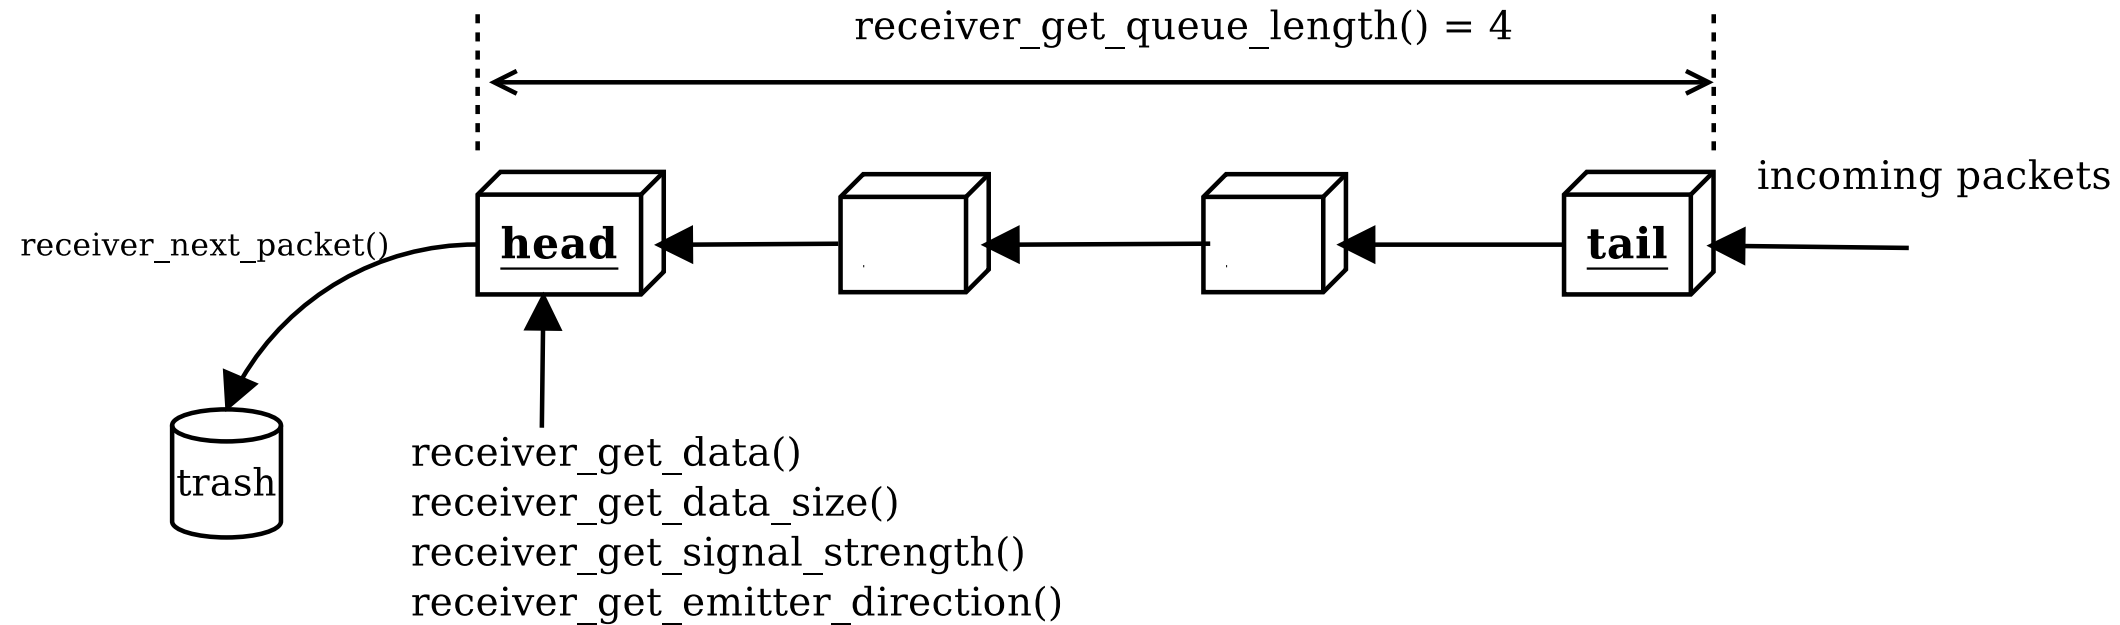 receiver_get_queue_length() = 4
incoming packets
receiver_next_packet()
head
tail
trash
receiver_get_data()
receiver_get_data_size()
receiver_get_signal_strength()
receiver_get_emitter_direction()